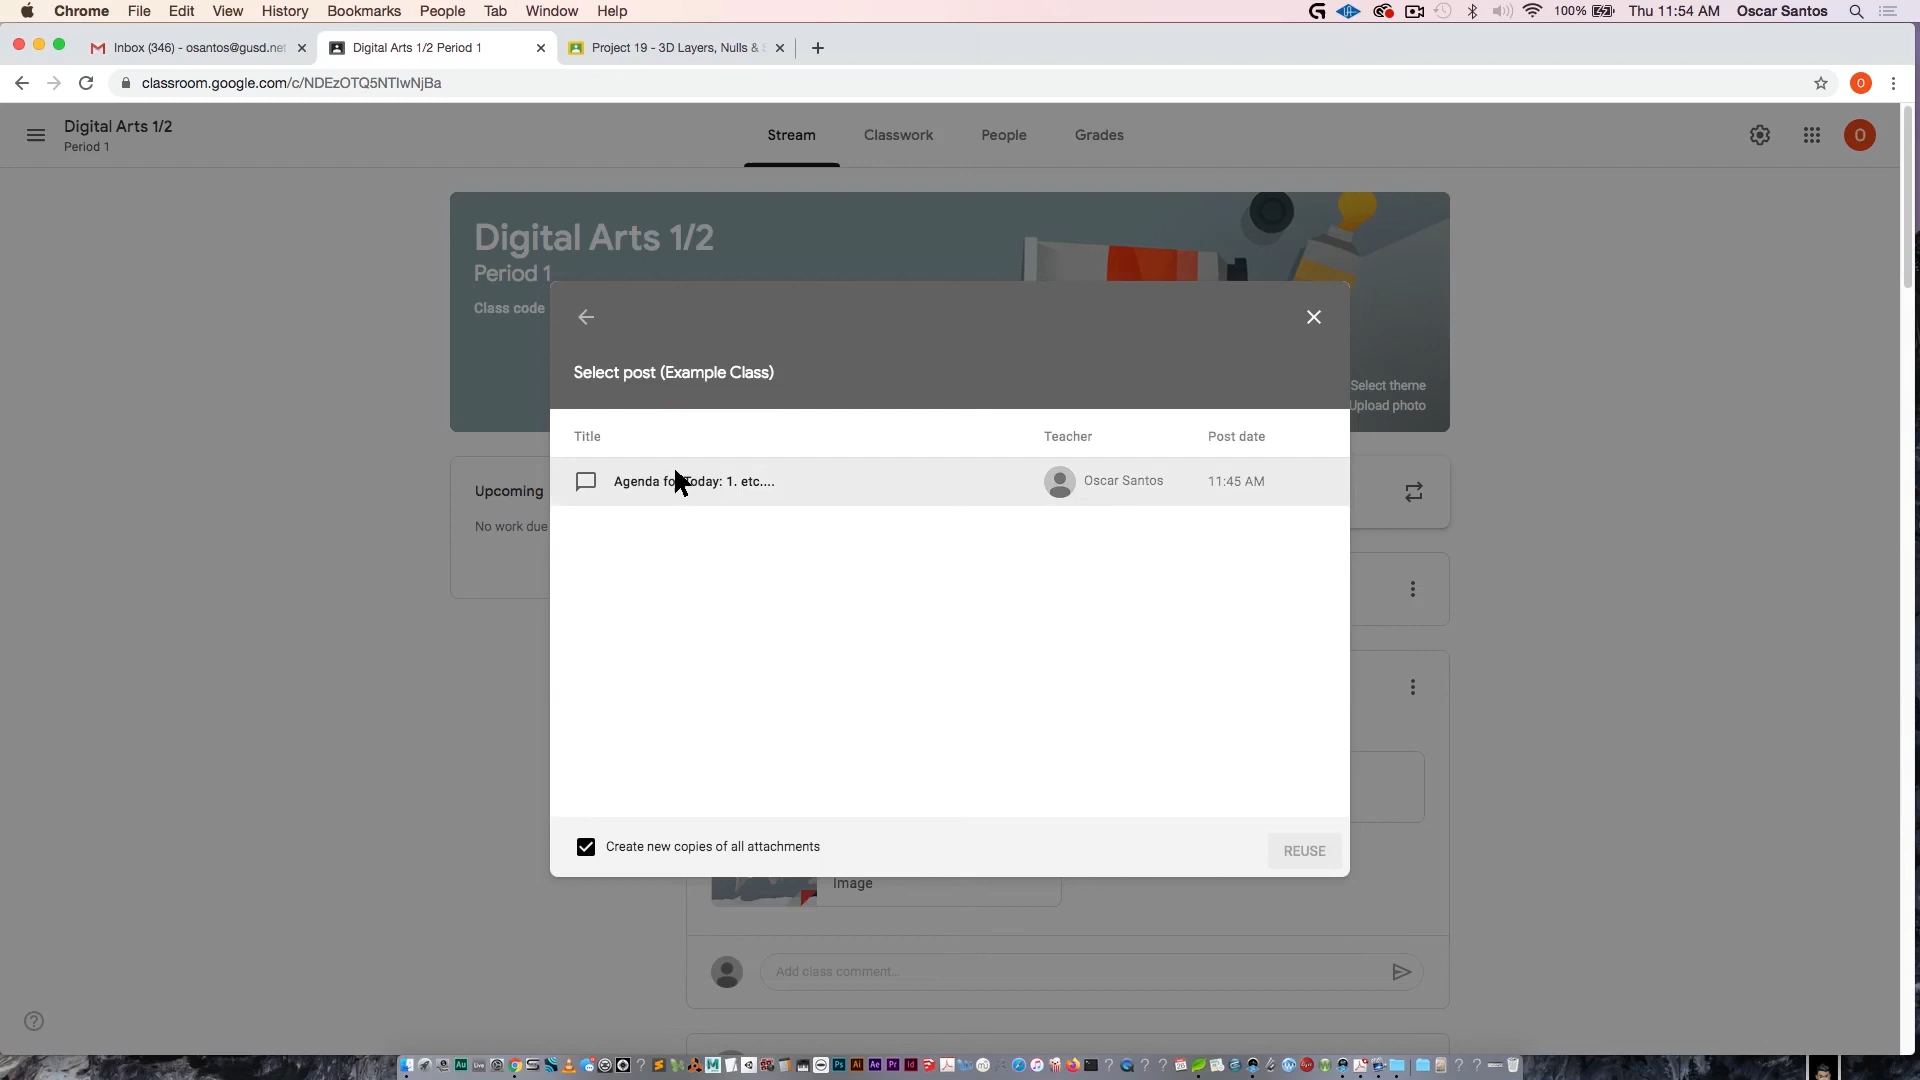 Chrome File Edit View History Bookmarks People Tab Window Help 100% Thu 11:54 AM Oscar Santos
Inbox (346) - osantos@gusd.net
Digital Arts 1/2 Period 1
Project 19 - 3D Layers, Nulls &
classroom.google.com/c/NDEzOTQ5NTIwNjBa
O
Digital Arts 1/2
Period 1
Stream Classwork People Grades
O
Digital Arts 1/2
Period 1
Class code
Select theme
Upload photo
Select post (Example Class)
Title Teacher Post date
Agenda fo Today: 1. etc.... Oscar Santos 11:45 AM
Upcoming
No work due
Create new copies of all attachments
REUSE
Image
Add class comment...